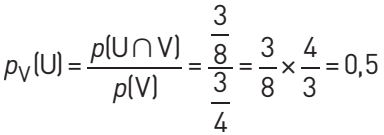 p_V(U) = p(U ∩ V) / p(V) = (3/8) / (3/4) = 3/8 × 4/3 = 0,5